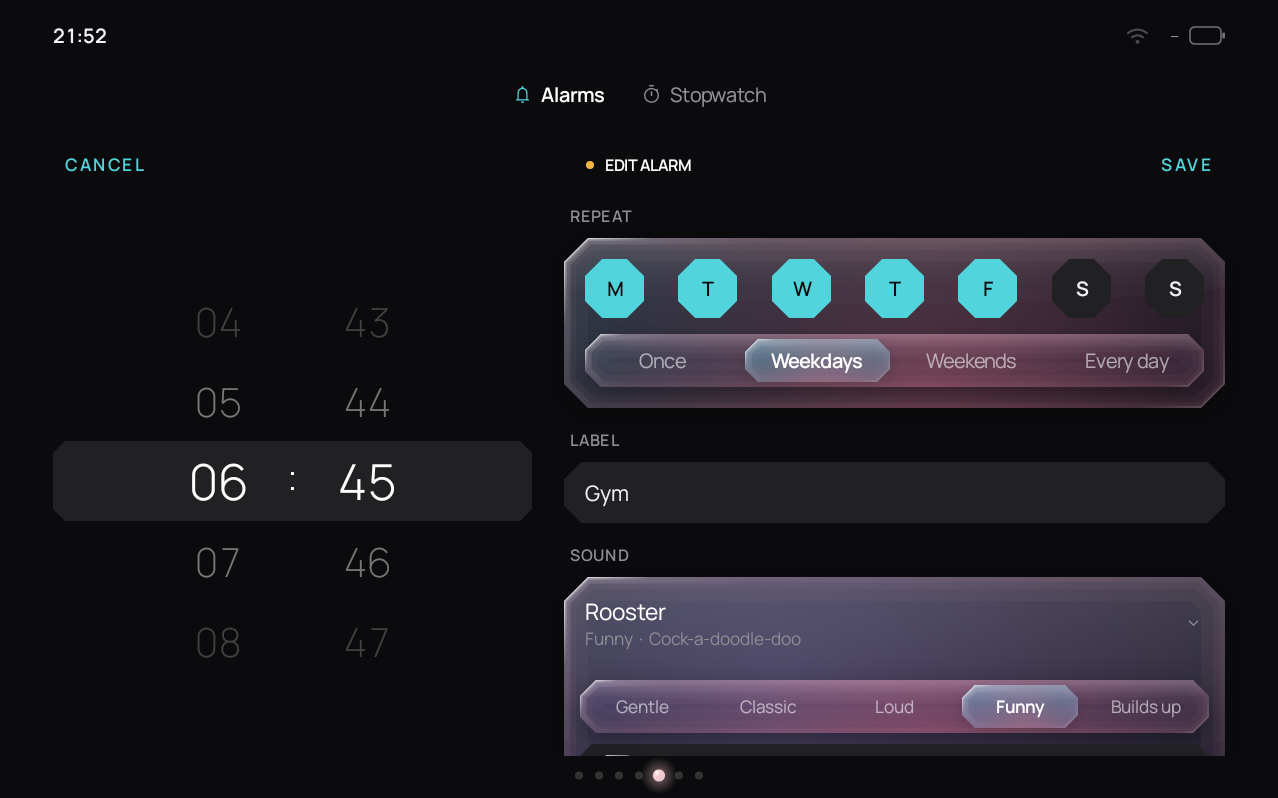 21:52
Alarms Stopwatch
CANCEL
EDIT ALARM
SAVE
04 43
05 44
06 : 45
07 46
08 47
REPEAT
M T W T F S S
Once Weekdays Weekends Every day
LABEL
Gym
SOUND
Rooster
Funny · Cock-a-doodle-doo
Gentle Classic Loud Funny Builds up